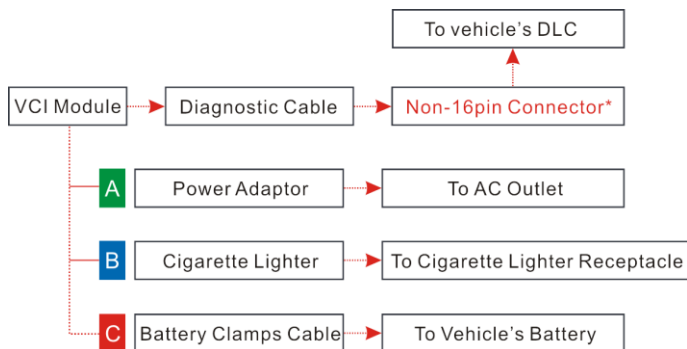 To vehicle's DLC
VCI Module
Diagnostic Cable
Non-16pin Connector*
A
Power Adaptor
To AC Outlet
B
Cigarette Lighter
To Cigarette Lighter Receptacle
C
Battery Clamps Cable
To Vehicle's Battery